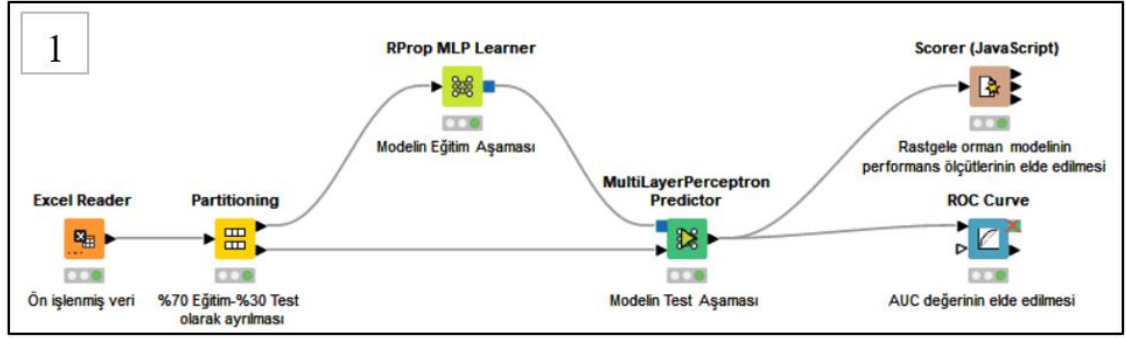 1
RProp MLP Learner
Modelin Eğitim Aşaması
Scorer (JavaScript)
Rastgele orman modelinin
performans ölçütlerinin elde edilmesi
Excel Reader
Ön işlenmiş veri
Partitioning
%70 Eğitim-%30 Test
olarak ayrılması
MultiLayerPerceptron
Predictor
Modelin Test Aşaması
ROC Curve
AUC değerinin elde edilmesi